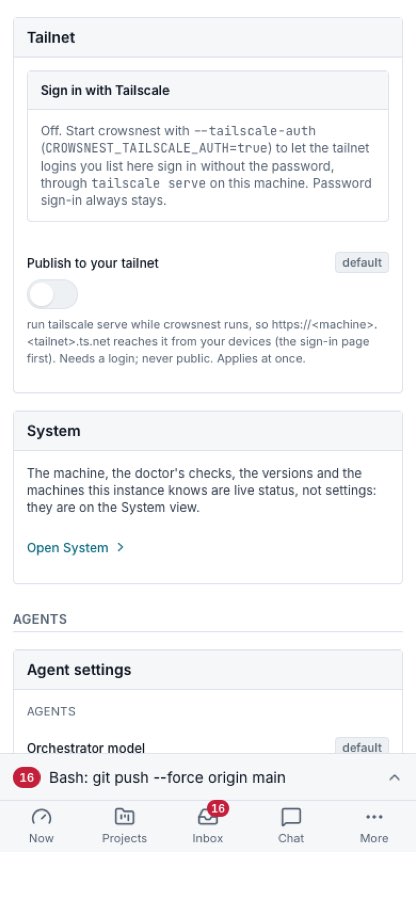 Tailnet
Sign in with Tailscale
Off. Start crowsnest with --tailscale-auth
(CROWSNEST_TAILSCALE_AUTH=true) to let the tailnet
logins you list here sign in without the password,
through tailscale serve on this machine. Password
sign-in always stays.
Publish to your tailnet
default
run tailscale serve while crowsnest runs, so https://<machine>.
<tailnet>.ts.net reaches it from your devices (the sign-in page
first). Needs a login; never public. Applies at once.
System
The machine, the doctor's checks, the versions and the
machines this instance knows are live status, not settings:
they are on the System view.
Open System
AGENTS
Agent settings
AGENTS
Orchestrator model
default
16 Bash: git push --force origin main
16
Now
Projects
Inbox
Chat
More